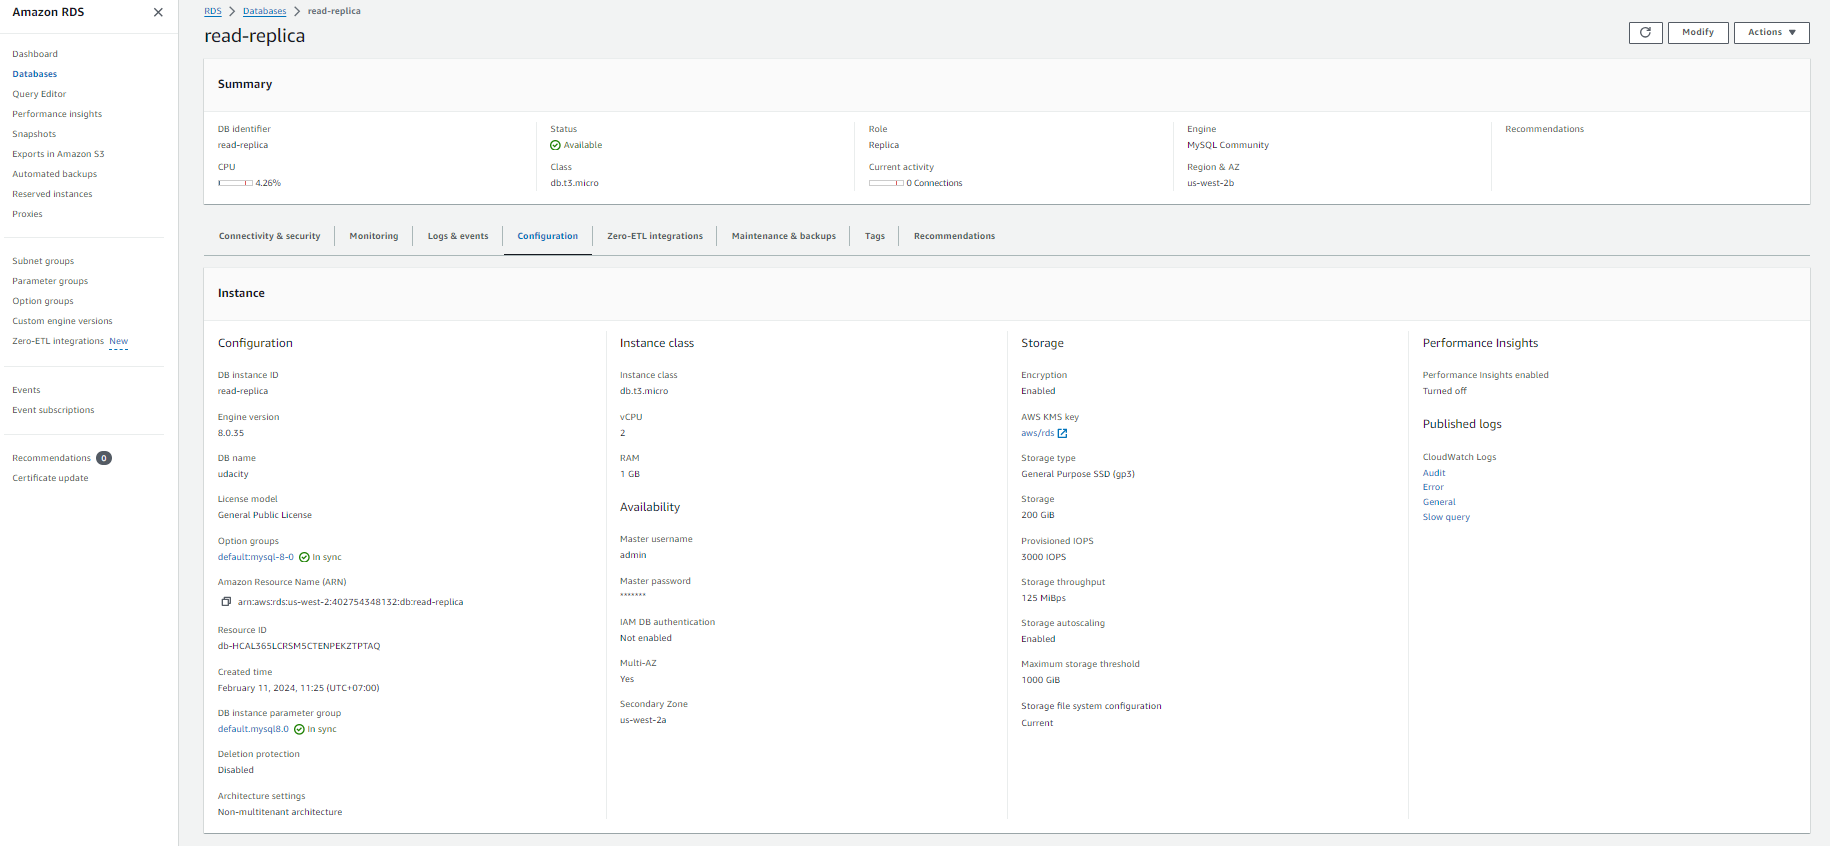 Amazon RDS
Dashboard
Databases
Query Editor
Performance insights
Snapshots
Exports in Amazon S3
Automated backups
Reserved instances
Proxies
Subnet groups
Parameter groups
Option groups
Custom engine versions
Zero-ETL integrations New
Events
Event subscriptions
Recommendations 0
Certificate update
RDS > Databases > read-replica
read-replica
Modify
Actions
Summary
DB identifier
read-replica
CPU
4.26%
Status
Available
Class
db.t3.micro
Role
Replica
Current activity
0 Connections
Engine
MySQL Community
Region & AZ
us-west-2b
Recommendations
Connectivity & security
Monitoring
Logs & events
Configuration
Zero-ETL integrations
Maintenance & backups
Tags
Recommendations
Instance
Configuration
DB instance ID
read-replica
Engine version
8.0.35
DB name
udacity
License model
General Public License
Option groups
default:mysql-8-0 In sync
Amazon Resource Name (ARN)
arn:aws:rds:us-west-2:402754348132:db:read-replica
Resource ID
db-HCAL365LCRSM5CTENPEKZTPTAQ
Created time
February 11, 2024, 11:25 (UTC+07:00)
DB instance parameter group
default.mysql8.0 In sync
Deletion protection
Disabled
Architecture settings
Non-multitenant architecture
Instance class
Instance class
db.t3.micro
vCPU
2
RAM
1 GB
Availability
Master username
admin
Master password
*******
IAM DB authentication
Not enabled
Multi-AZ
Yes
Secondary Zone
us-west-2a
Storage
Encryption
Enabled
AWS KMS key
aws/rds
Storage type
General Purpose SSD (gp3)
Storage
200 GiB
Provisioned IOPS
3000 IOPS
Storage throughput
125 MiBps
Storage autoscaling
Enabled
Maximum storage threshold
1000 GiB
Storage file system configuration
Current
Performance Insights
Performance Insights enabled
Turned off
Published logs
CloudWatch Logs
Audit
Error
General
Slow query